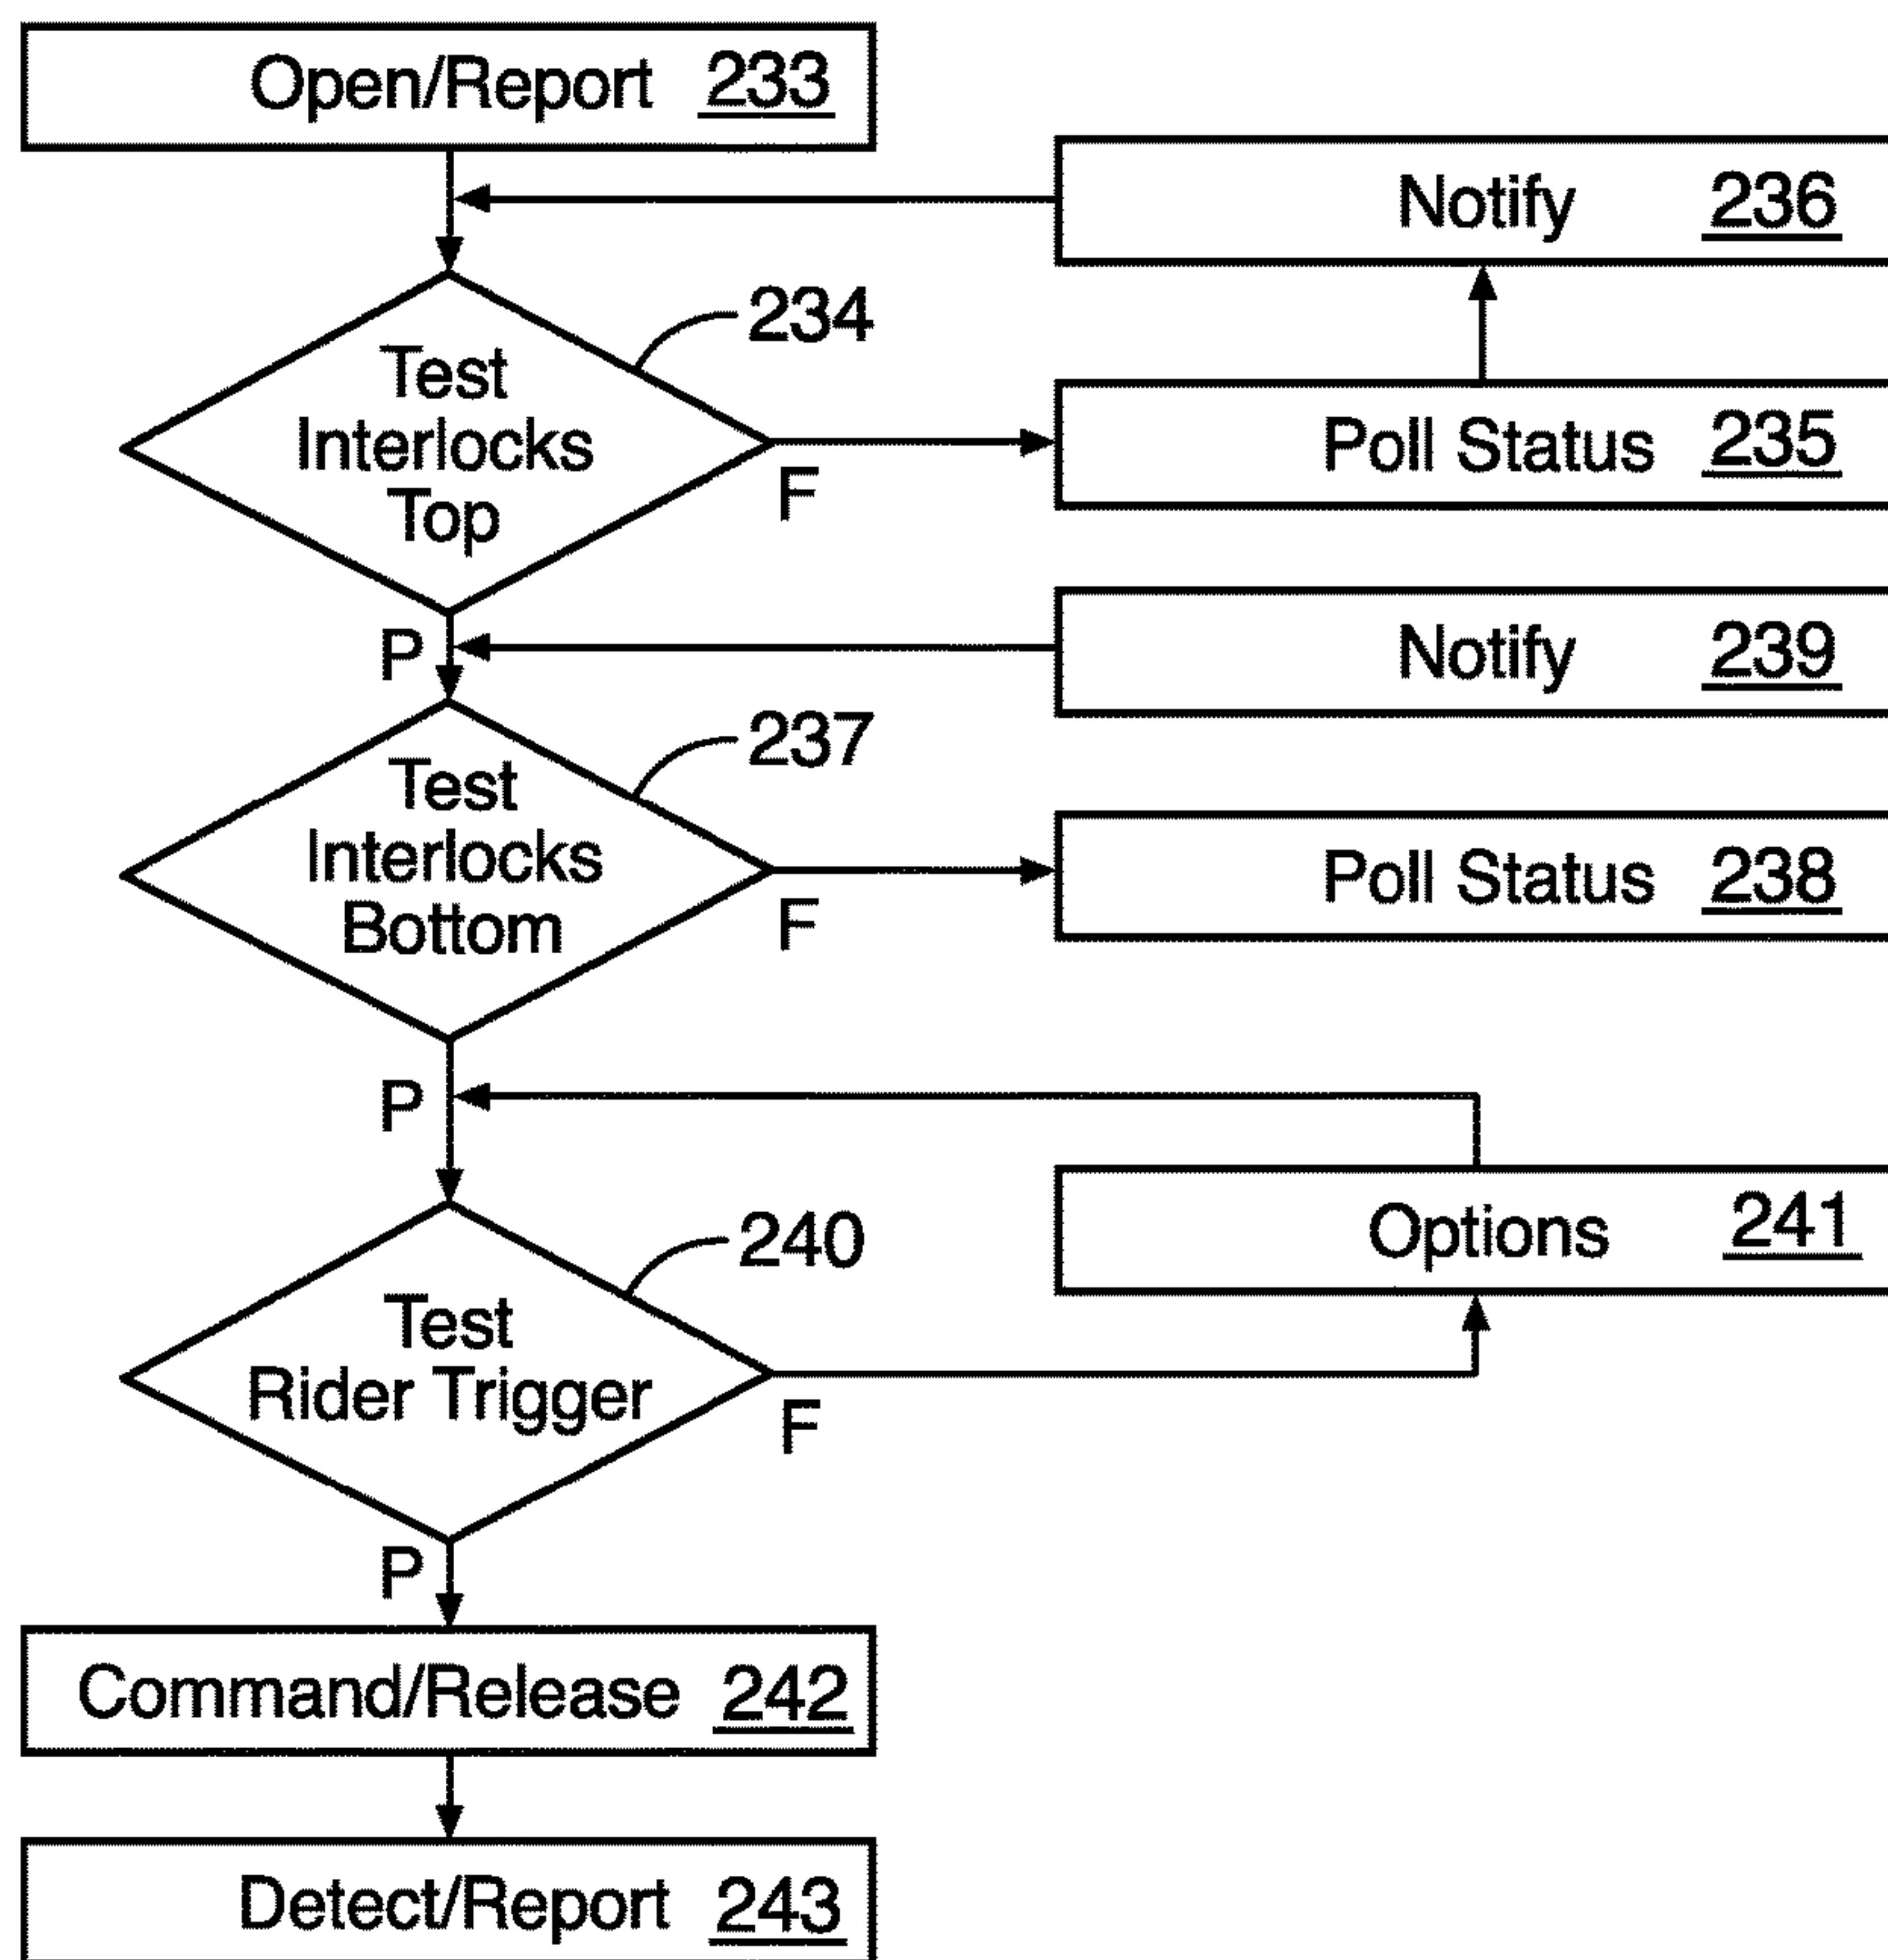 Open/Report 233
Notify 236
234
Test
Interlocks
Top
F
Poll Status 235
P
Notify 239
237
Test
Interlocks
Bottom
F
Poll Status 238
P
Options 241
240
Test
Rider Trigger
F
P
Command/Release 242
Detect/Report 243